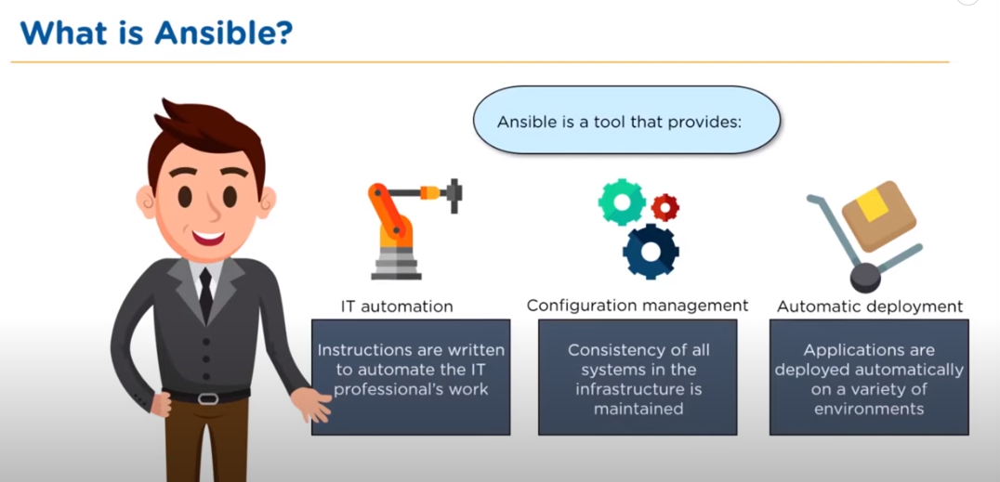 What is Ansible?
Ansible is a tool that provides:
IT automation
Instructions are written
to automate the IT
professional's work
Configuration management
Consistency of all
systems in the
infrastructure is
maintained
Automatic deployment
Applications are
deployed automatically
on a variety of
environments